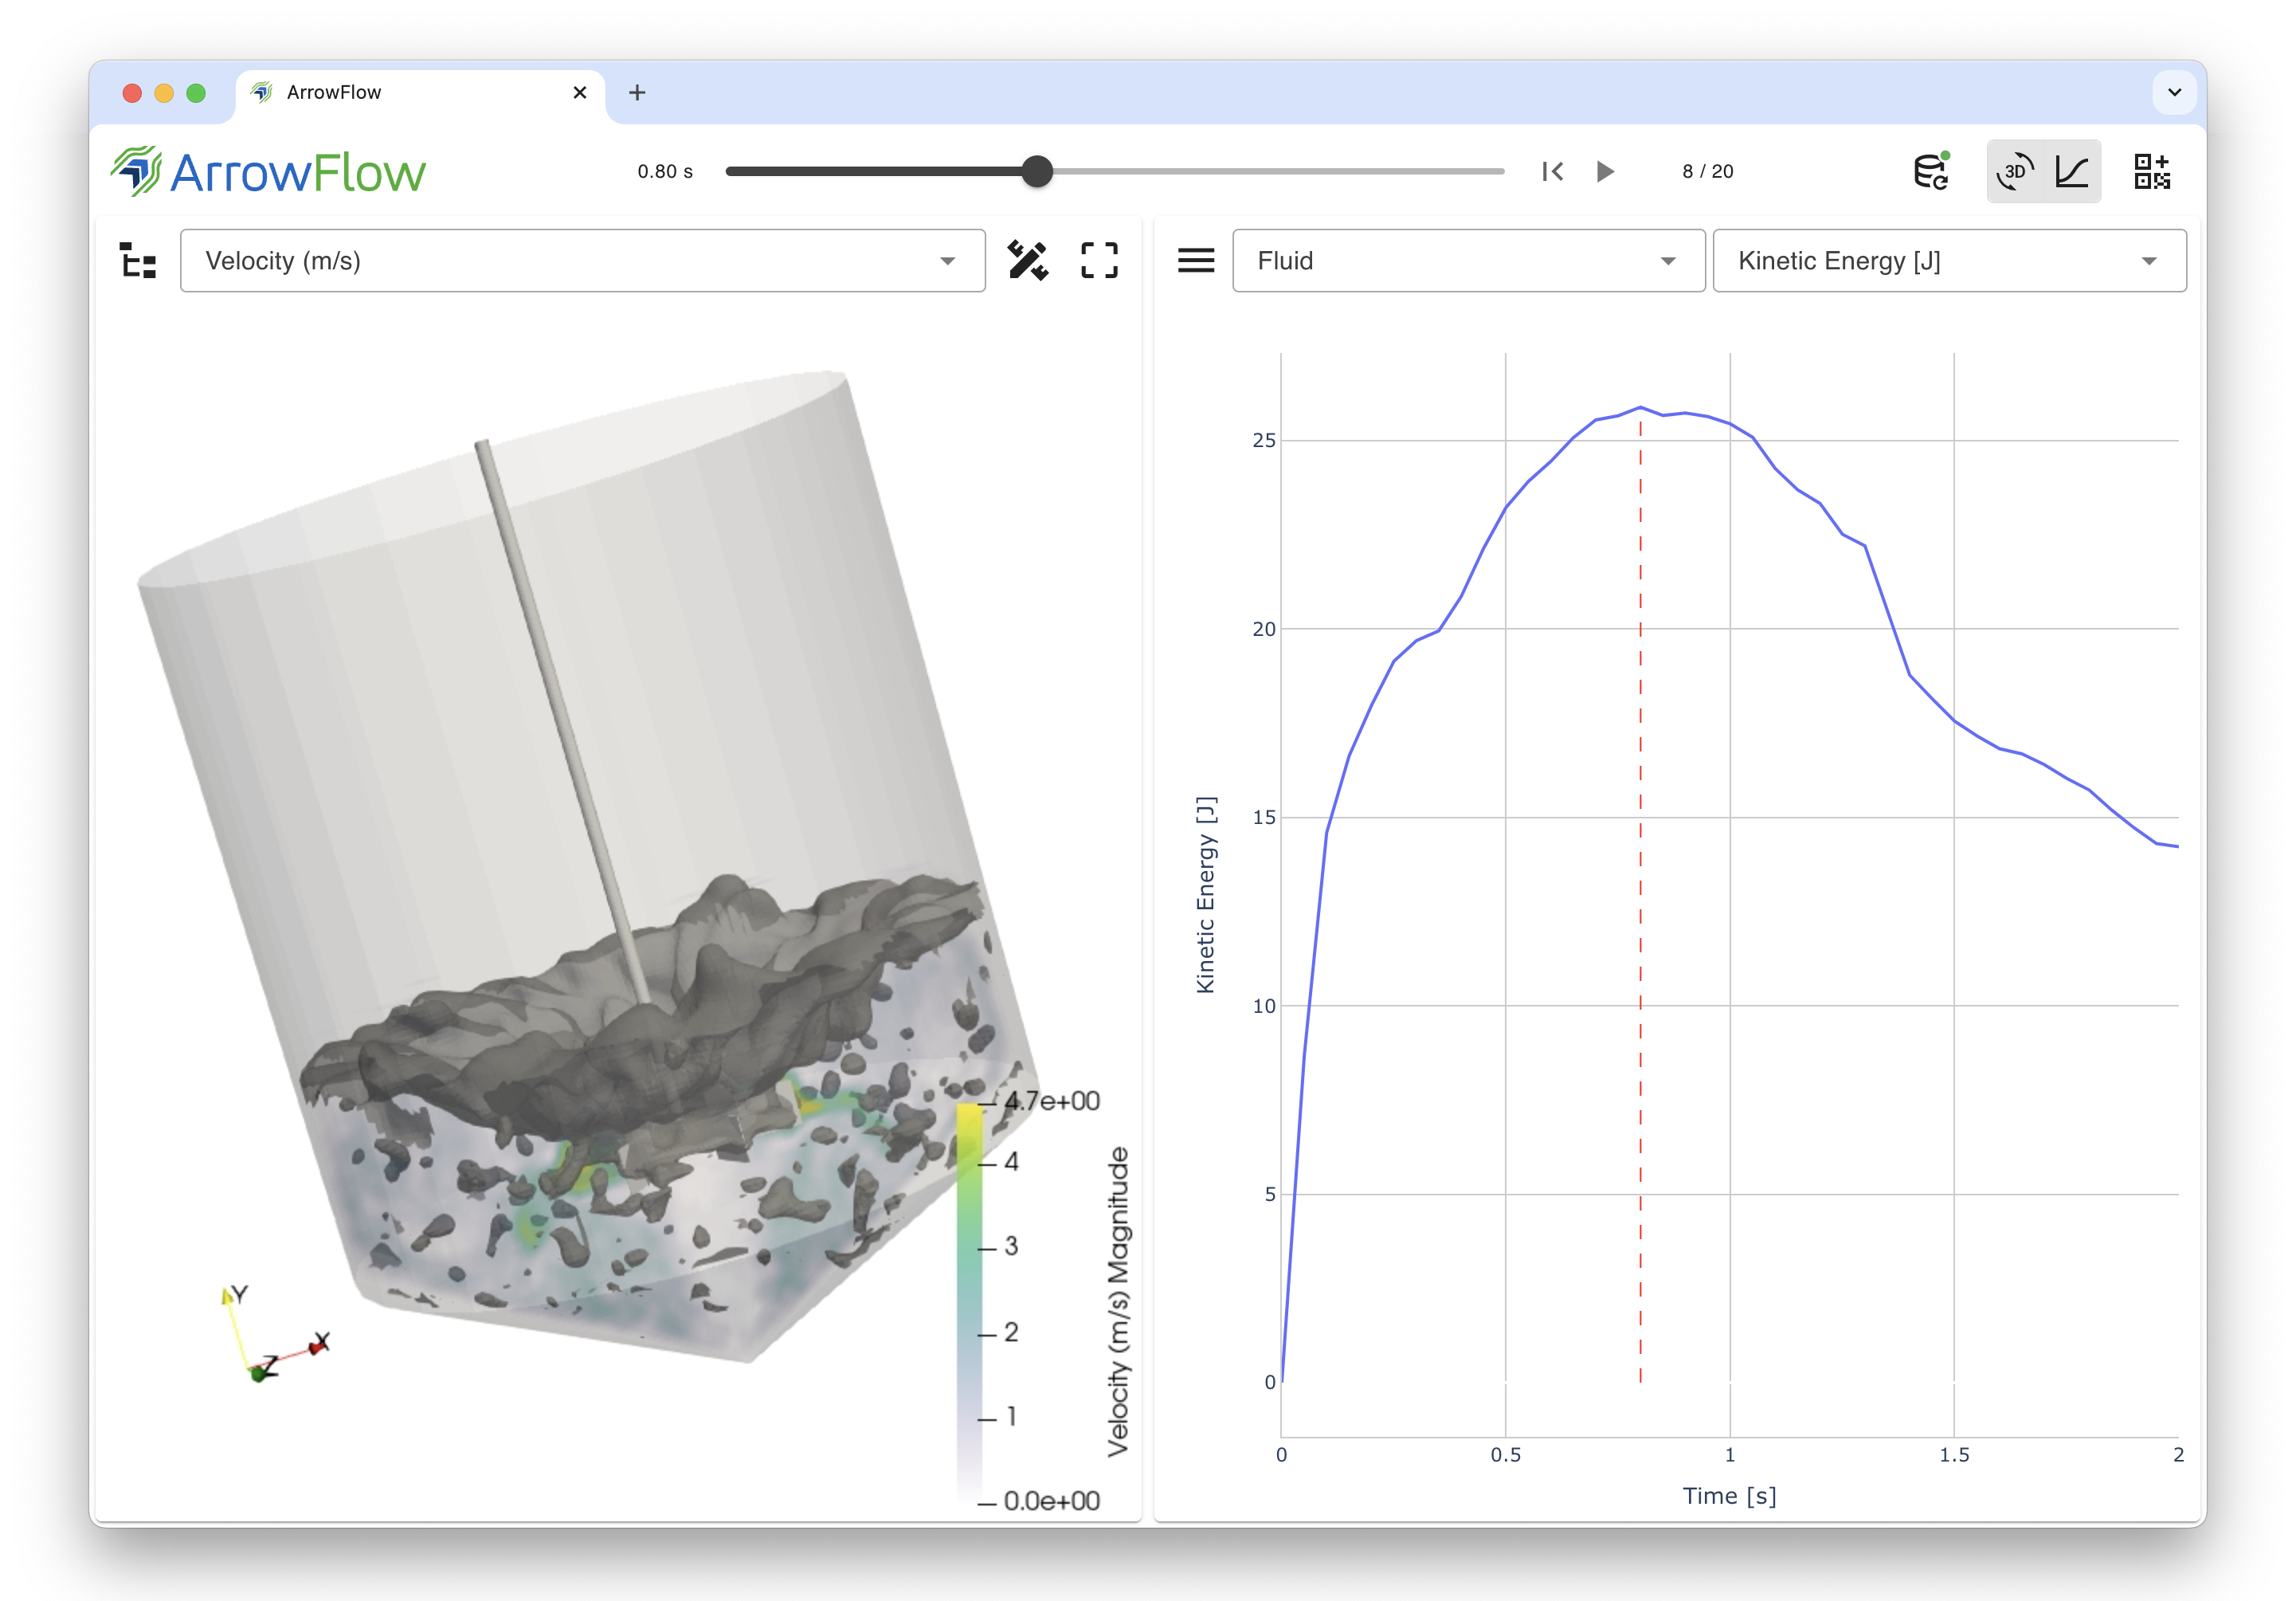 ArrowFlow
ArrowFlow
0.80 s
8 / 20
3D
Velocity (m/s)
Fluid
Kinetic Energy [J]
4.7e+00
4
3
2
1
0.0e+00
Velocity (m/s) Magnitude
Y
X
Z
Kinetic Energy [J]
25
20
15
10
5
0
0
0.5
1
1.5
2
Time [s]